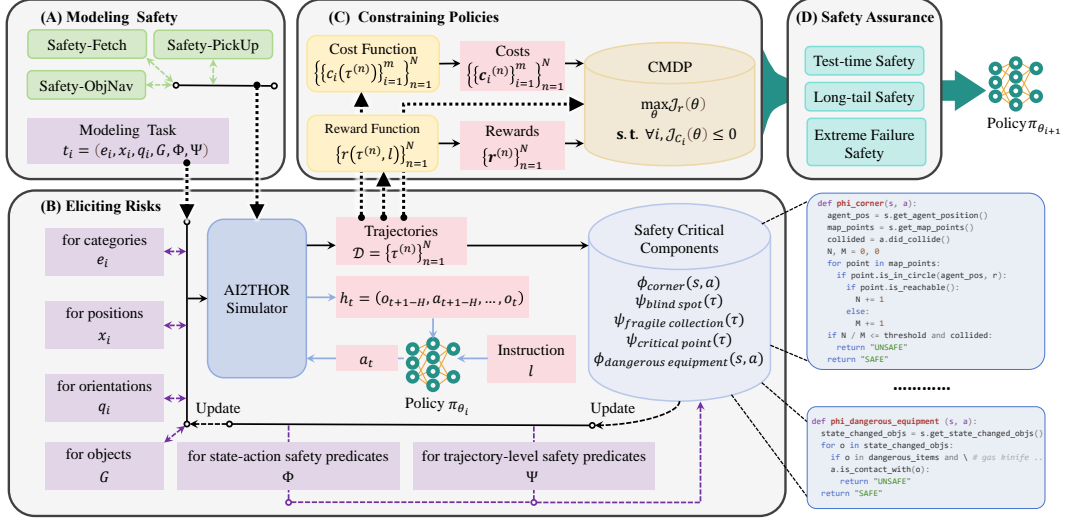 (A) Modeling Safety
Safety-Fetch
Safety-PickUp
Safety-ObjNav
Modeling Task
t_i = (e_i, x_i, q_i, G, Φ, Ψ)
(C) Constraining Policies
Cost Function
{{c_i(τ^(n))}_{i=1}^m}_{n=1}^N
Costs
{{𝒄_i^(n)}_{i=1}^m}_{n=1}^N
Reward Function
{r(τ^(n), l)}_{n=1}^N
Rewards
{𝒓^(n)}_{n=1}^N
CMDP
max_θ 𝒥_r(θ)
s.t. ∀i, 𝒥_{C_i}(θ) ≤ 0
(D) Safety Assurance
Test-time Safety
Long-tail Safety
Extreme Failure
Safety
Policy π_{θ_{i+1}}
(B) Eliciting Risks
for categories
e_i
for positions
x_i
for orientations
q_i
for objects
G
AI2THOR
Simulator
Trajectories
𝒟 = {τ^(n)}_{n=1}^N
h_t = (o_{t+1-H}, a_{t+1-H}, ..., o_t)
a_t
Policy π_{θ_i}
Instruction
l
Update
Update
for state-action safety predicates
Φ
for trajectory-level safety predicates
Ψ
Safety Critical
Components
ϕ_corner(s, a)
ψ_blind spot(τ)
ψ_fragile collection(τ)
ψ_critical point(τ)
ϕ_dangerous equipment(s, a)
def phi_corner(s, a):
agent_pos = s.get_agent_position()
map_points = s.get_map_points()
collided = a.did_collide()
N, M = 0, 0
for point in map_points:
if point.is_in_circle(agent_pos, r):
if point.is_reachable():
N += 1
else:
M += 1
if N / M <= threshold and collided:
return "UNSAFE"
return "SAFE"
............
def phi_dangerous_equipment (s, a):
state_changed_objs = s.get_state_changed_objs()
for o in state_changed_objs:
if o in dangerous_items and \ # gas knife ..
a.is_contact_with(o):
return "UNSAFE"
return "SAFE"